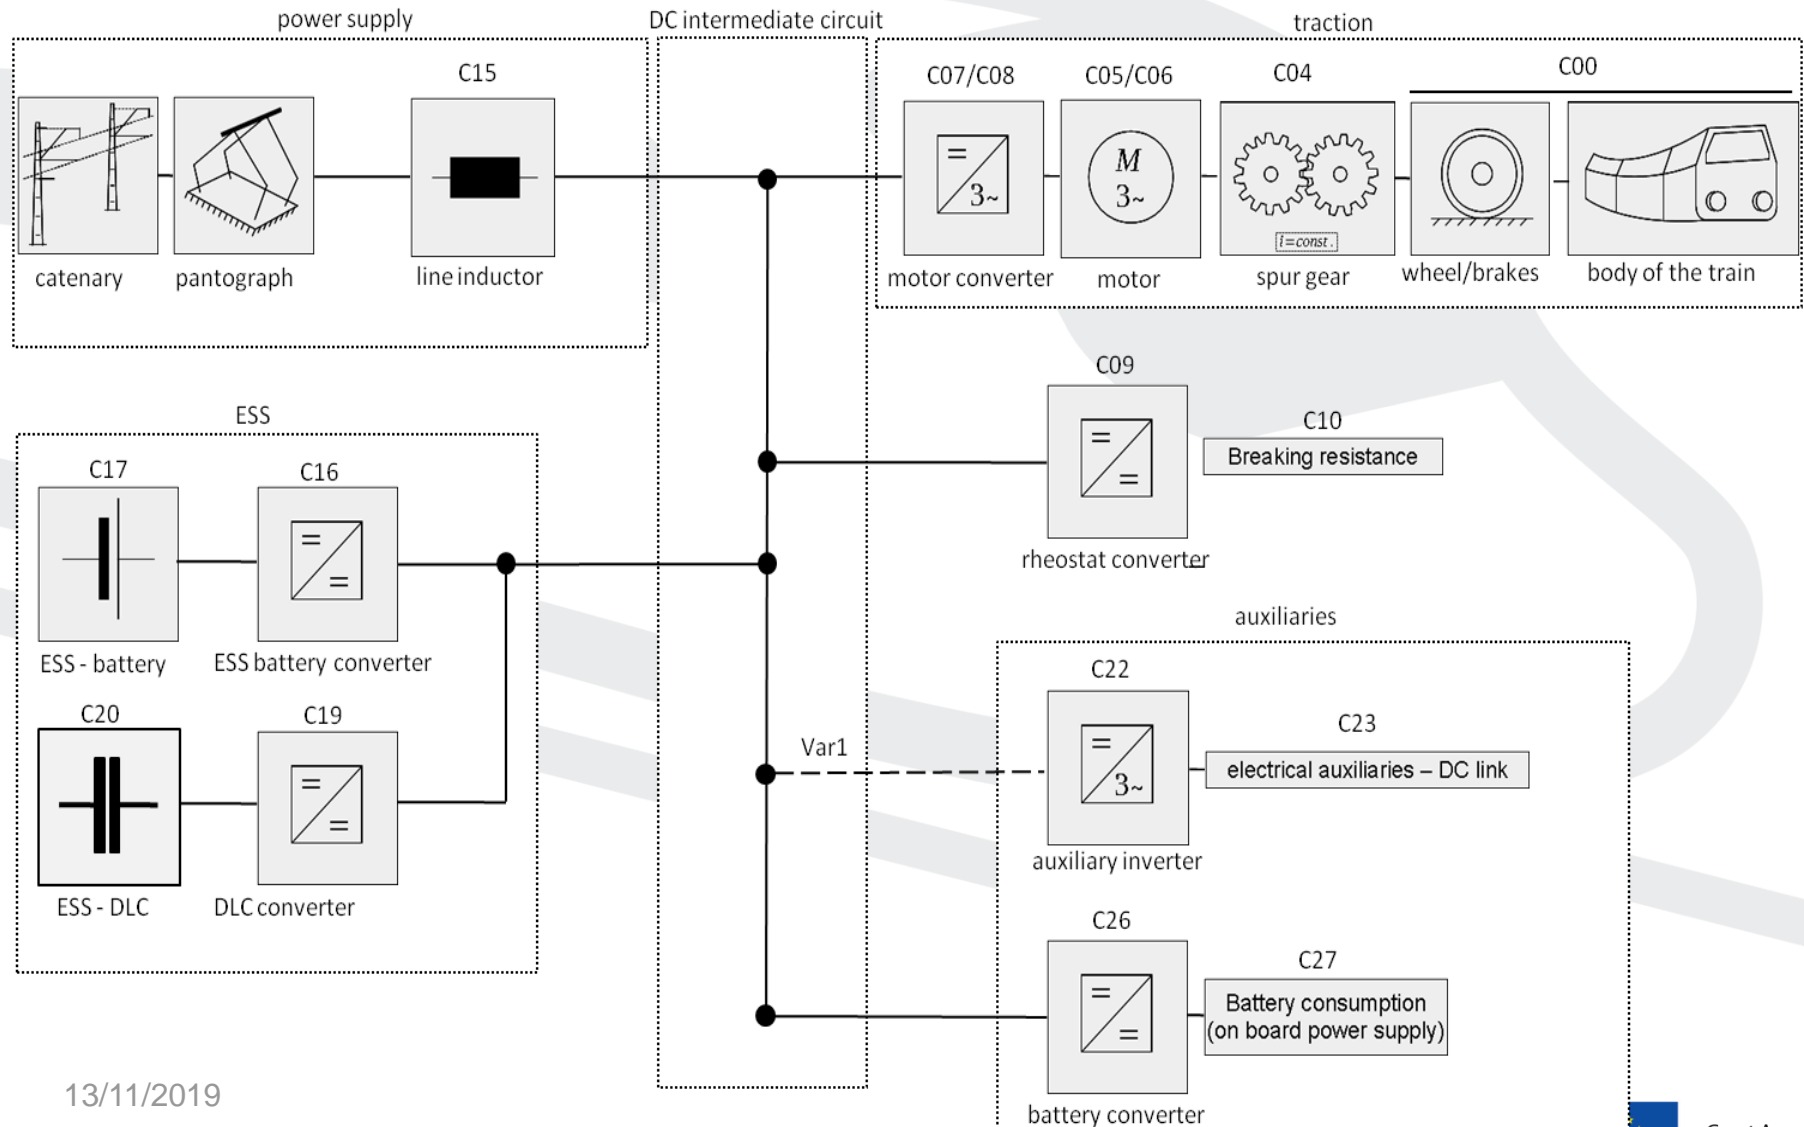 power supply
DC intermediate circuit
traction
C15
C07/C08
C05/C06
C04
C00
=
3~
M
3~
i=const.
catenary
pantograph
line inductor
motor converter
motor
spur gear
wheel/brakes
body of the train
C09
=
=
C10
Breaking resistance
rheostat converter
ESS
C17
C16
=
=
ESS - battery
ESS battery converter
C20
C19
=
=
ESS - DLC
DLC converter
auxiliaries
Var1
C22
=
3~
C23
electrical auxiliaries – DC link
auxiliary inverter
C26
=
=
C27
Battery consumption
(on board power supply)
battery converter
13/11/2019